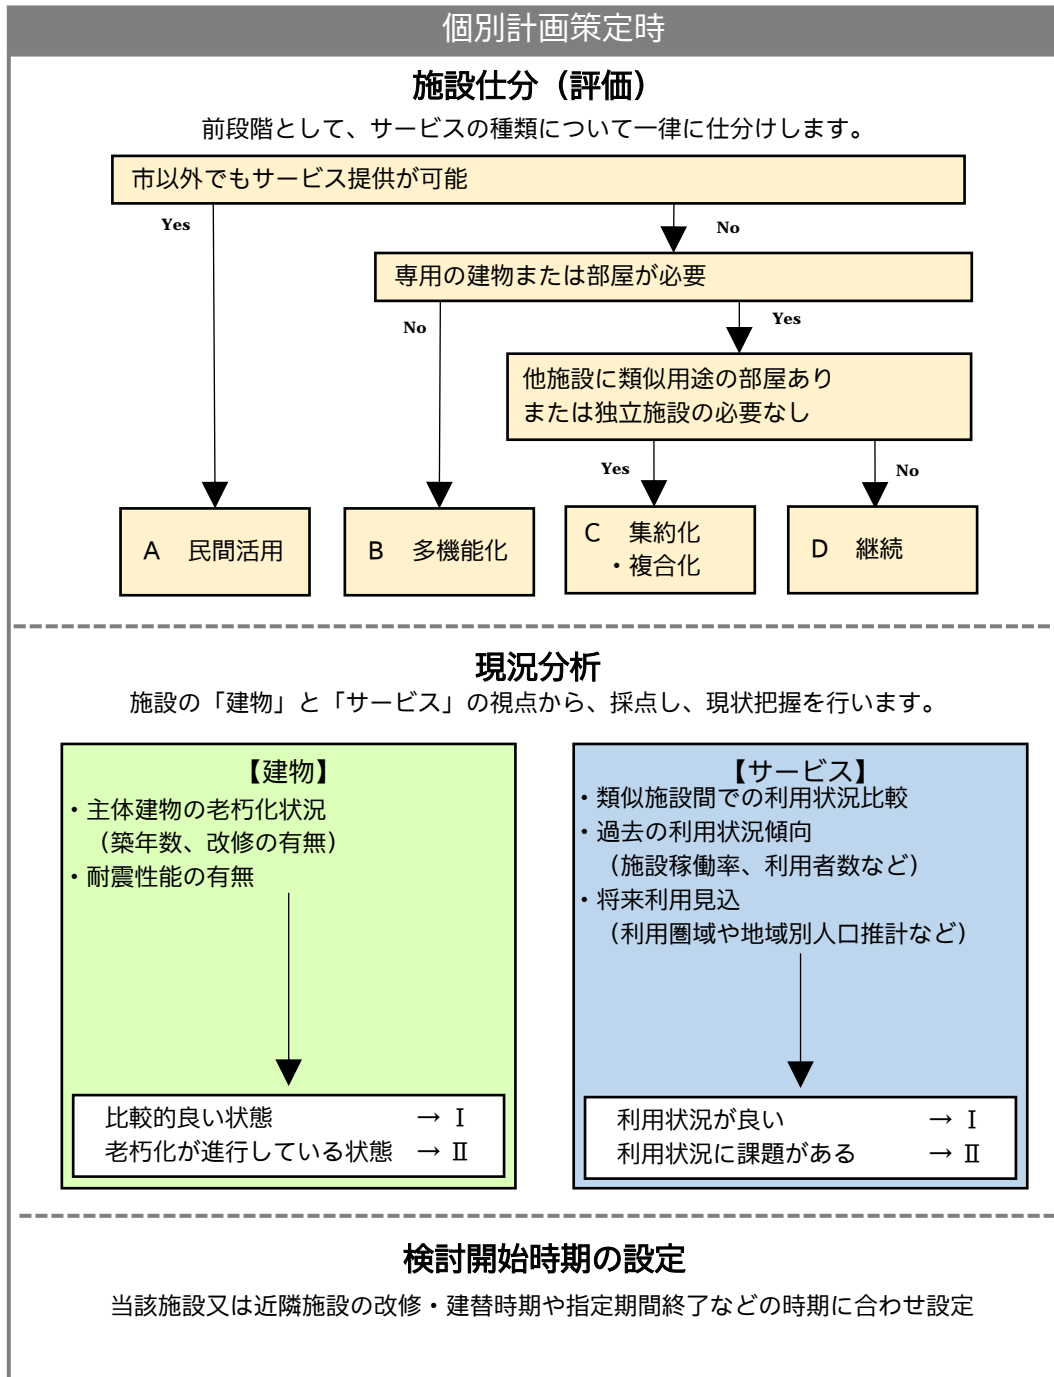 個別計画策定時
施設仕分（評価）
前段階として、サービスの種類について一律に仕分けします。
市以外でもサービス提供が可能
Yes
No
専用の建物または部屋が必要
No
Yes
他施設に類似用途の部屋あり
または独立施設の必要なし
Yes
No
A　民間活用
B　多機能化
C　集約化
・複合化
D　継続
現況分析
施設の「建物」と「サービス」の視点から、採点し、現状把握を行います。
【建物】
・主体建物の老朽化状況
（築年数、改修の有無）
・耐震性能の有無
比較的良い状態　→ Ⅰ
老朽化が進行している状態　→ Ⅱ
【サービス】
・類似施設間での利用状況比較
・過去の利用状況傾向
（施設稼働率、利用者数など）
・将来利用見込
（利用圏域や地域別人口推計など）
利用状況が良い　→ Ⅰ
利用状況に課題がある　→ Ⅱ
検討開始時期の設定
当該施設又は近隣施設の改修・建替時期や指定期間終了などの時期に合わせ設定